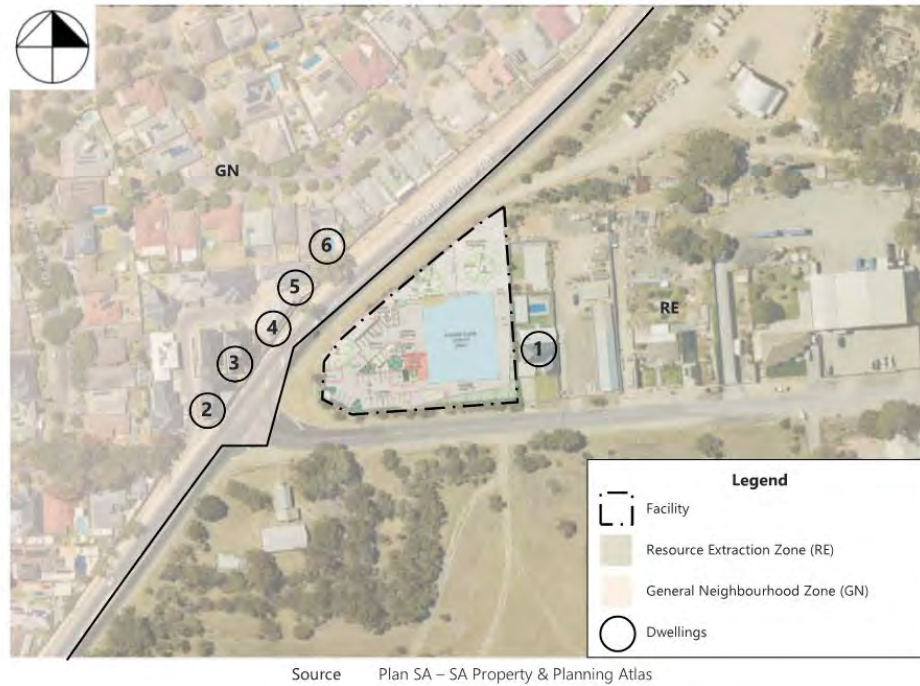 GN
6
5
4
3
2
1
RE
Legend
Facility
Resource Extraction Zone (RE)
General Neighbourhood Zone (GN)
Dwellings
Source Plan SA – SA Property & Planning Atlas